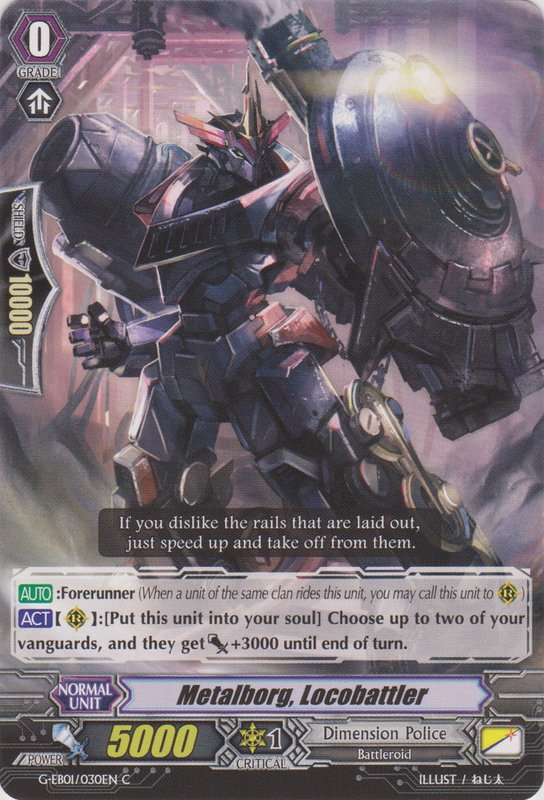 0
GRADE
SHIELD
10000
If you dislike the rails that are laid out,
just speed up and take off from them.
AUTO :Forerunner (When a unit of the same clan rides this unit, you may call this unit to R )
ACT【 R 】:[Put this unit into your soul] Choose up to two of your
vanguards, and they get +3000 until end of turn.
NORMAL
UNIT
Metalborg, Locobattler
POWER
5000
1
CRITICAL
Dimension Police
Battleroid
G-EB01/030EN C
ILLUST / ねじ太